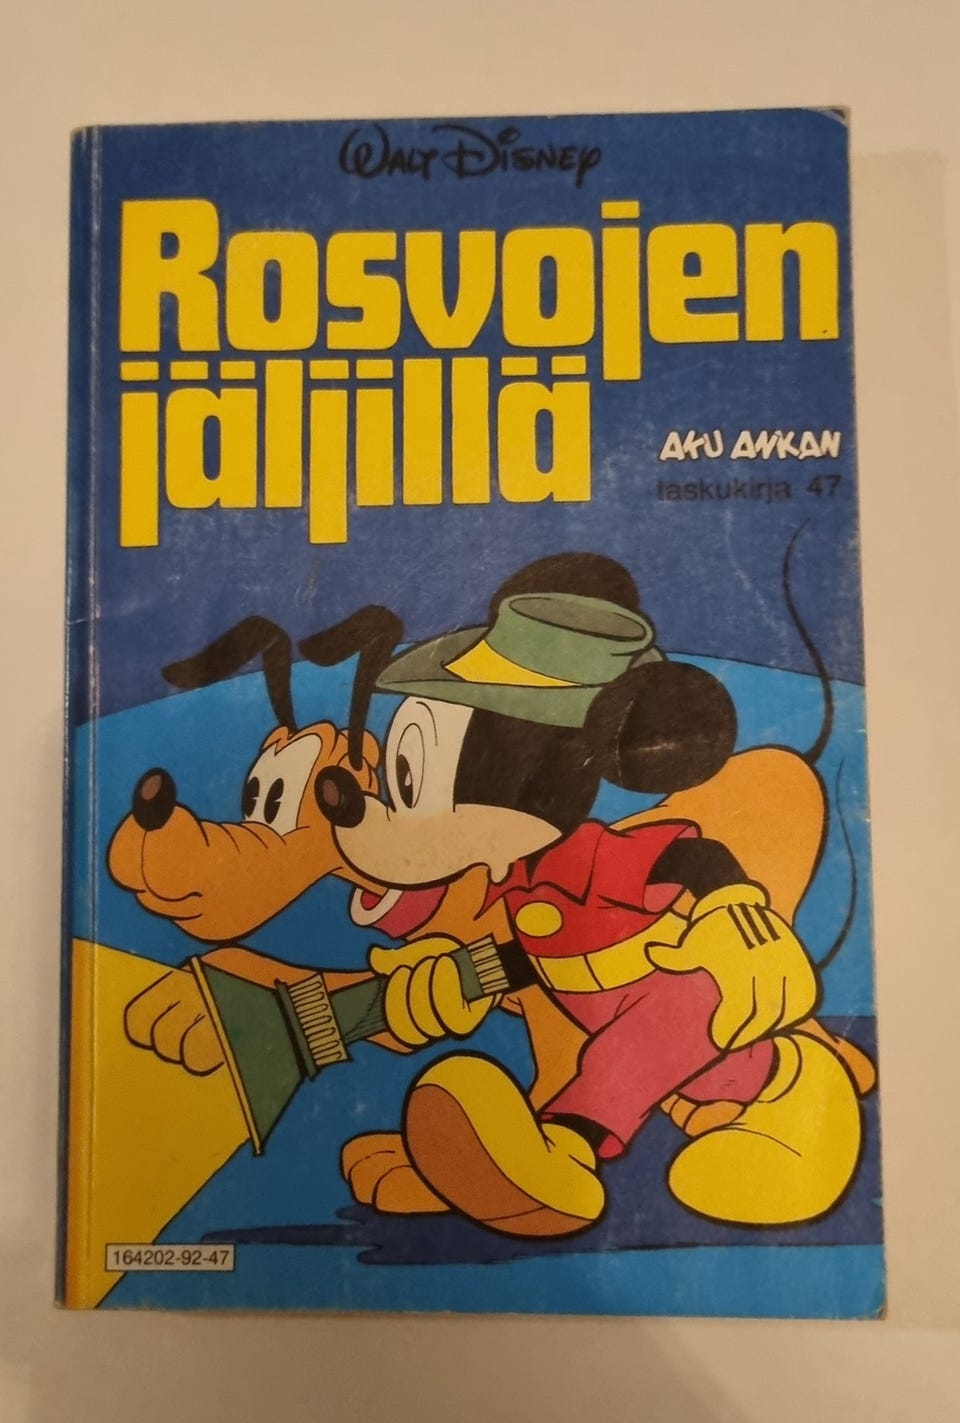 Walt Disney
Rosvojen
jäljillä
AKU ANKAN
taskukirja 47
164202-92-47